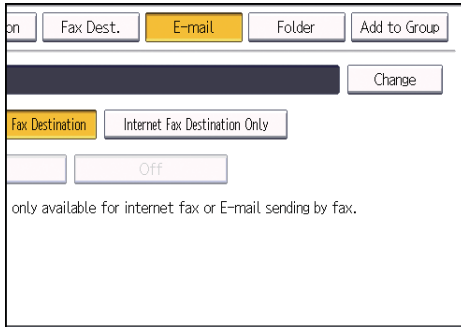 on Fax Dest. E-mail Folder Add to Group
Change
Fax Destination Internet Fax Destination Only
Off
only available for internet fax or E-mail sending by fax.